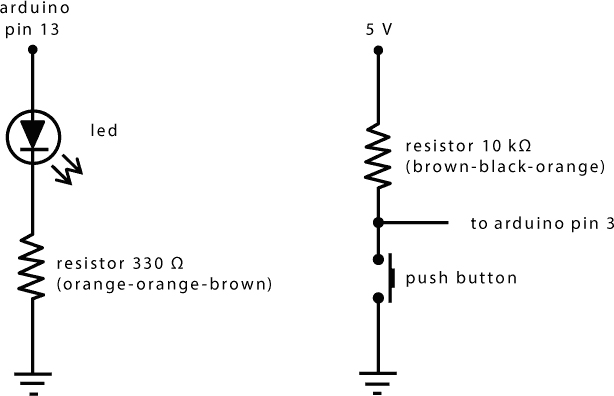 arduino
pin 13
led
resistor 330 Ω
(orange-orange-brown)
5 V
resistor 10 kΩ
(brown-black-orange)
to arduino pin 3
push button